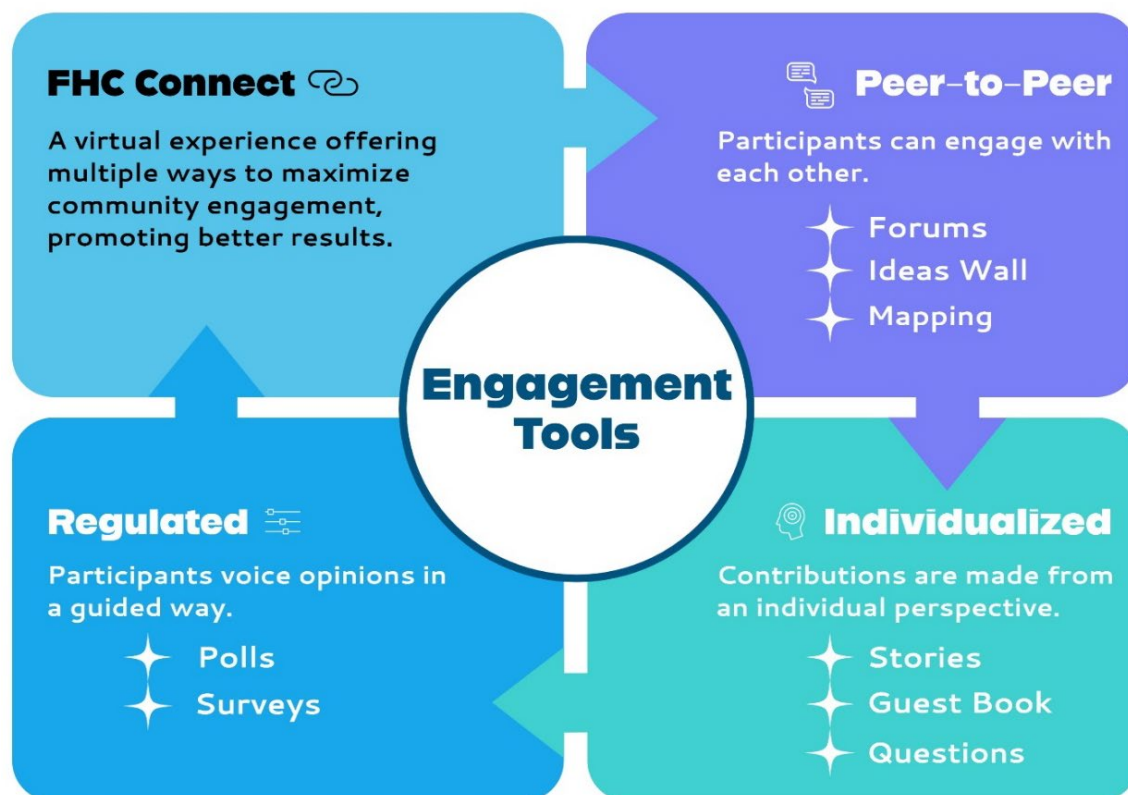 FHC Connect
A virtual experience offering
multiple ways to maximize
community engagement,
promoting better results.
Peer-to-Peer
Participants can engage with
each other.
Forums
Ideas Wall
Mapping
Engagement
Tools
Regulated
Participants voice opinions in
a guided way.
Polls
Surveys
Individualized
Contributions are made from
an individual perspective.
Stories
Guest Book
Questions